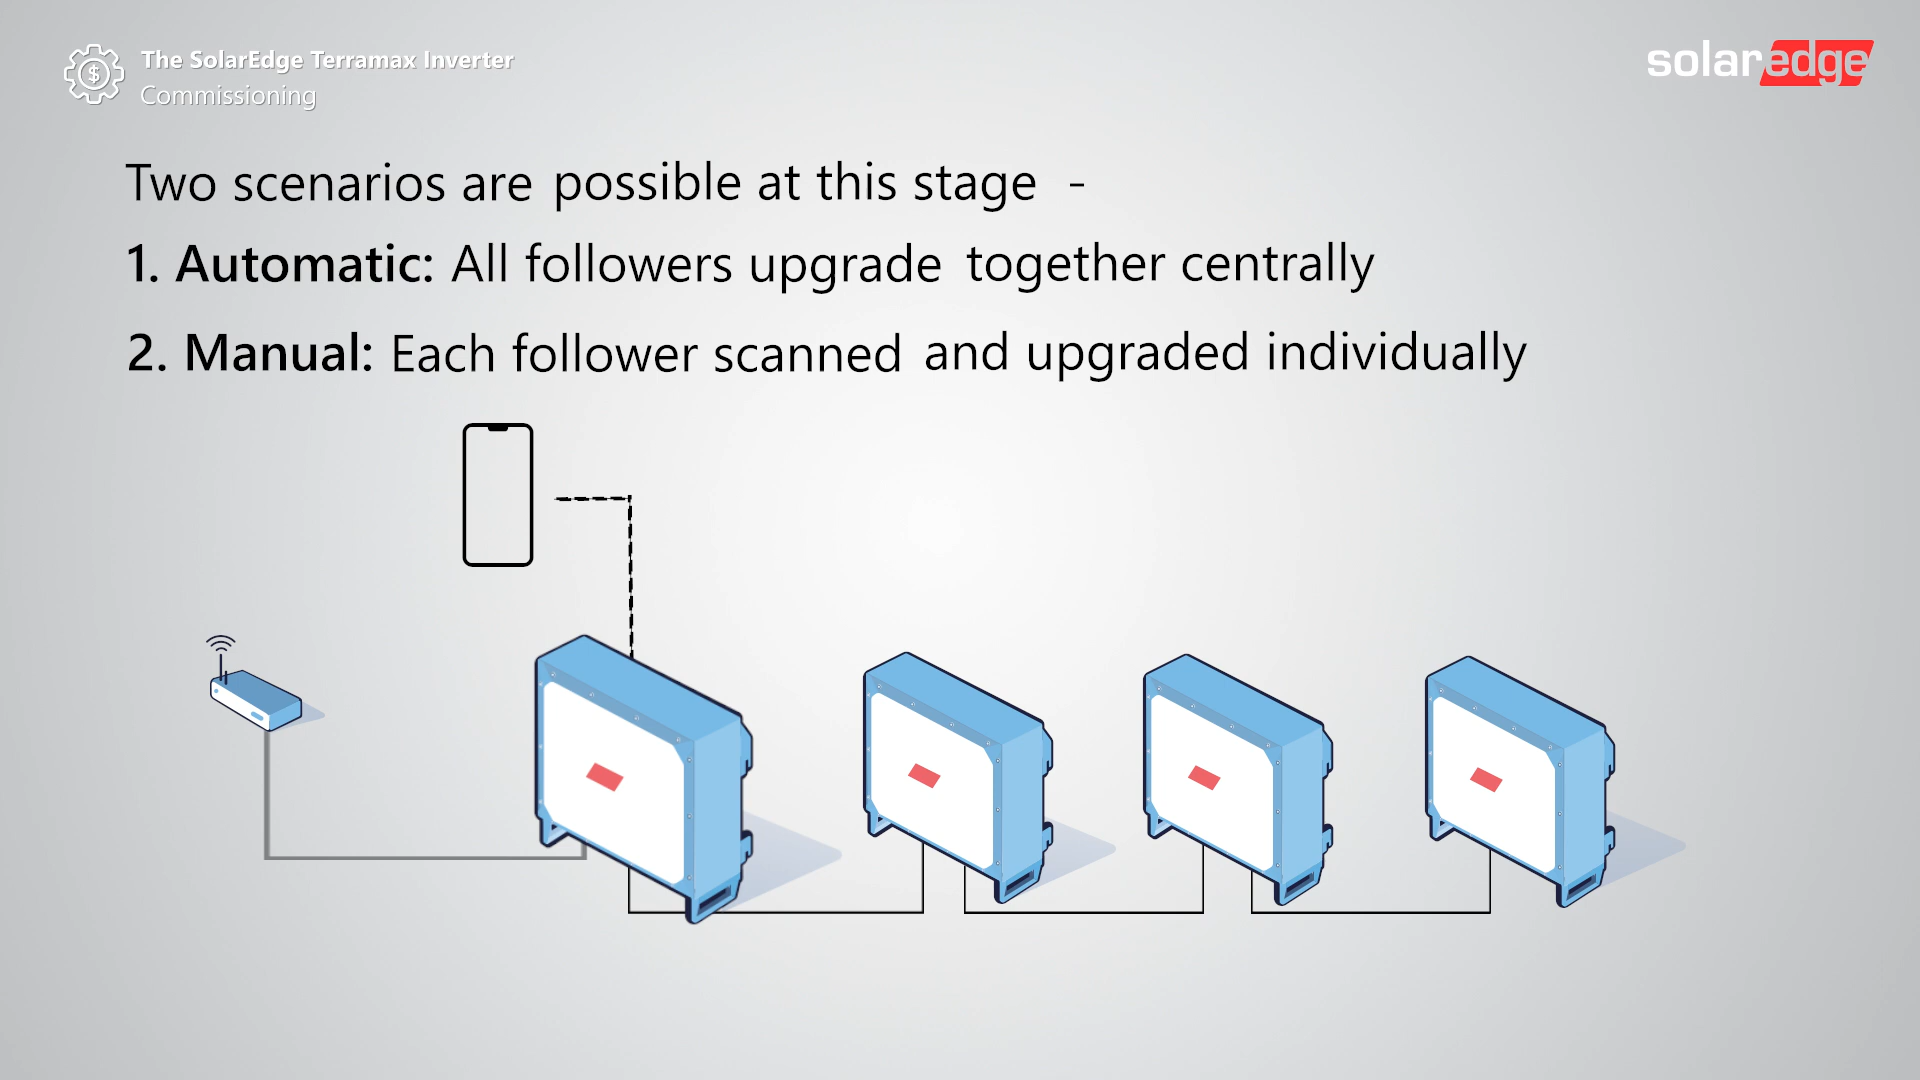 The SolarEdge Terramax Inverter
Commissioning
solaredge
Two scenarios are possible at this stage -
1. Automatic: All followers upgrade together centrally
2. Manual: Each follower scanned and upgraded individually